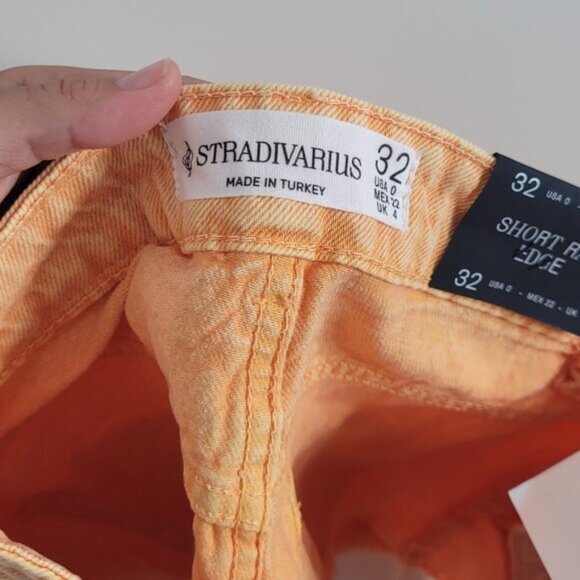 STRADIVARIUS
MADE IN TURKEY
32
USA 0
MEX 22
UK 4
32 USA 0
SHORT
EDGE
32 USA 0 - MEX 22 - UK